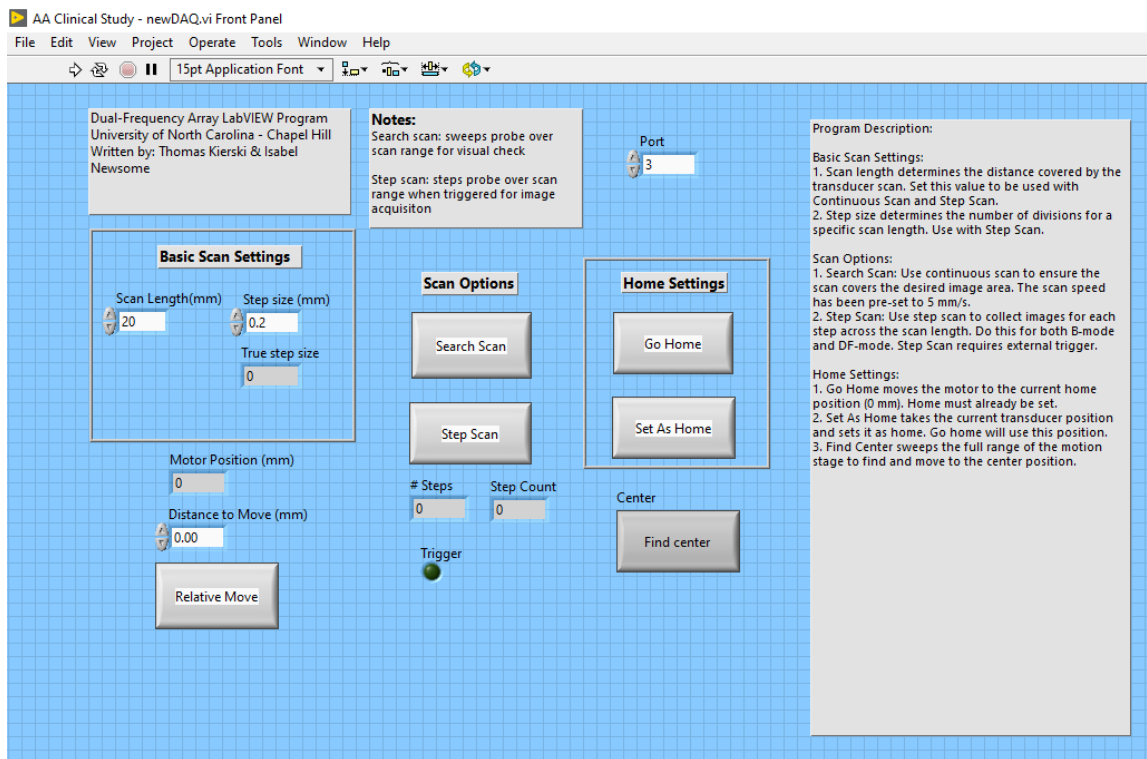 AA Clinical Study - newDAQ.vi Front Panel
File Edit View Project Operate Tools Window Help
15pt Application Font
Dual-Frequency Array LabVIEW Program
University of North Carolina - Chapel Hill
Written by: Thomas Kierski & Isabel
Newsome
Notes:
Search scan: sweeps probe over
scan range for visual check
Step scan: steps probe over scan
range when triggered for image
acquisiton
Port
3
Basic Scan Settings
Scan Length(mm)
20
Step size (mm)
0.2
True step size
0
Motor Position (mm)
0
Distance to Move (mm)
0.00
Relative Move
Scan Options
Search Scan
Step Scan
# Steps
0
Step Count
0
Trigger
Home Settings
Go Home
Set As Home
Center
Find center
Program Description:
Basic Scan Settings:
1. Scan length determines the distance covered by the
transducer scan. Set this value to be used with
Continuous Scan and Step Scan.
2. Step size determines the number of divisions for a
specific scan length. Use with Step Scan.
Scan Options:
1. Search Scan: Use continuous scan to ensure the
scan covers the desired image area. The scan speed
has been pre-set to 5 mm/s.
2. Step Scan: Use step scan to collect images for each
step across the scan length. Do this for both B-mode
and DF-mode. Step Scan requires external trigger.
Home Settings:
1. Go Home moves the motor to the current home
position (0 mm). Home must already be set.
2. Set As Home takes the current transducer position
and sets it as home. Go home will use this position.
3. Find Center sweeps the full range of the motion
stage to find and move to the center position.